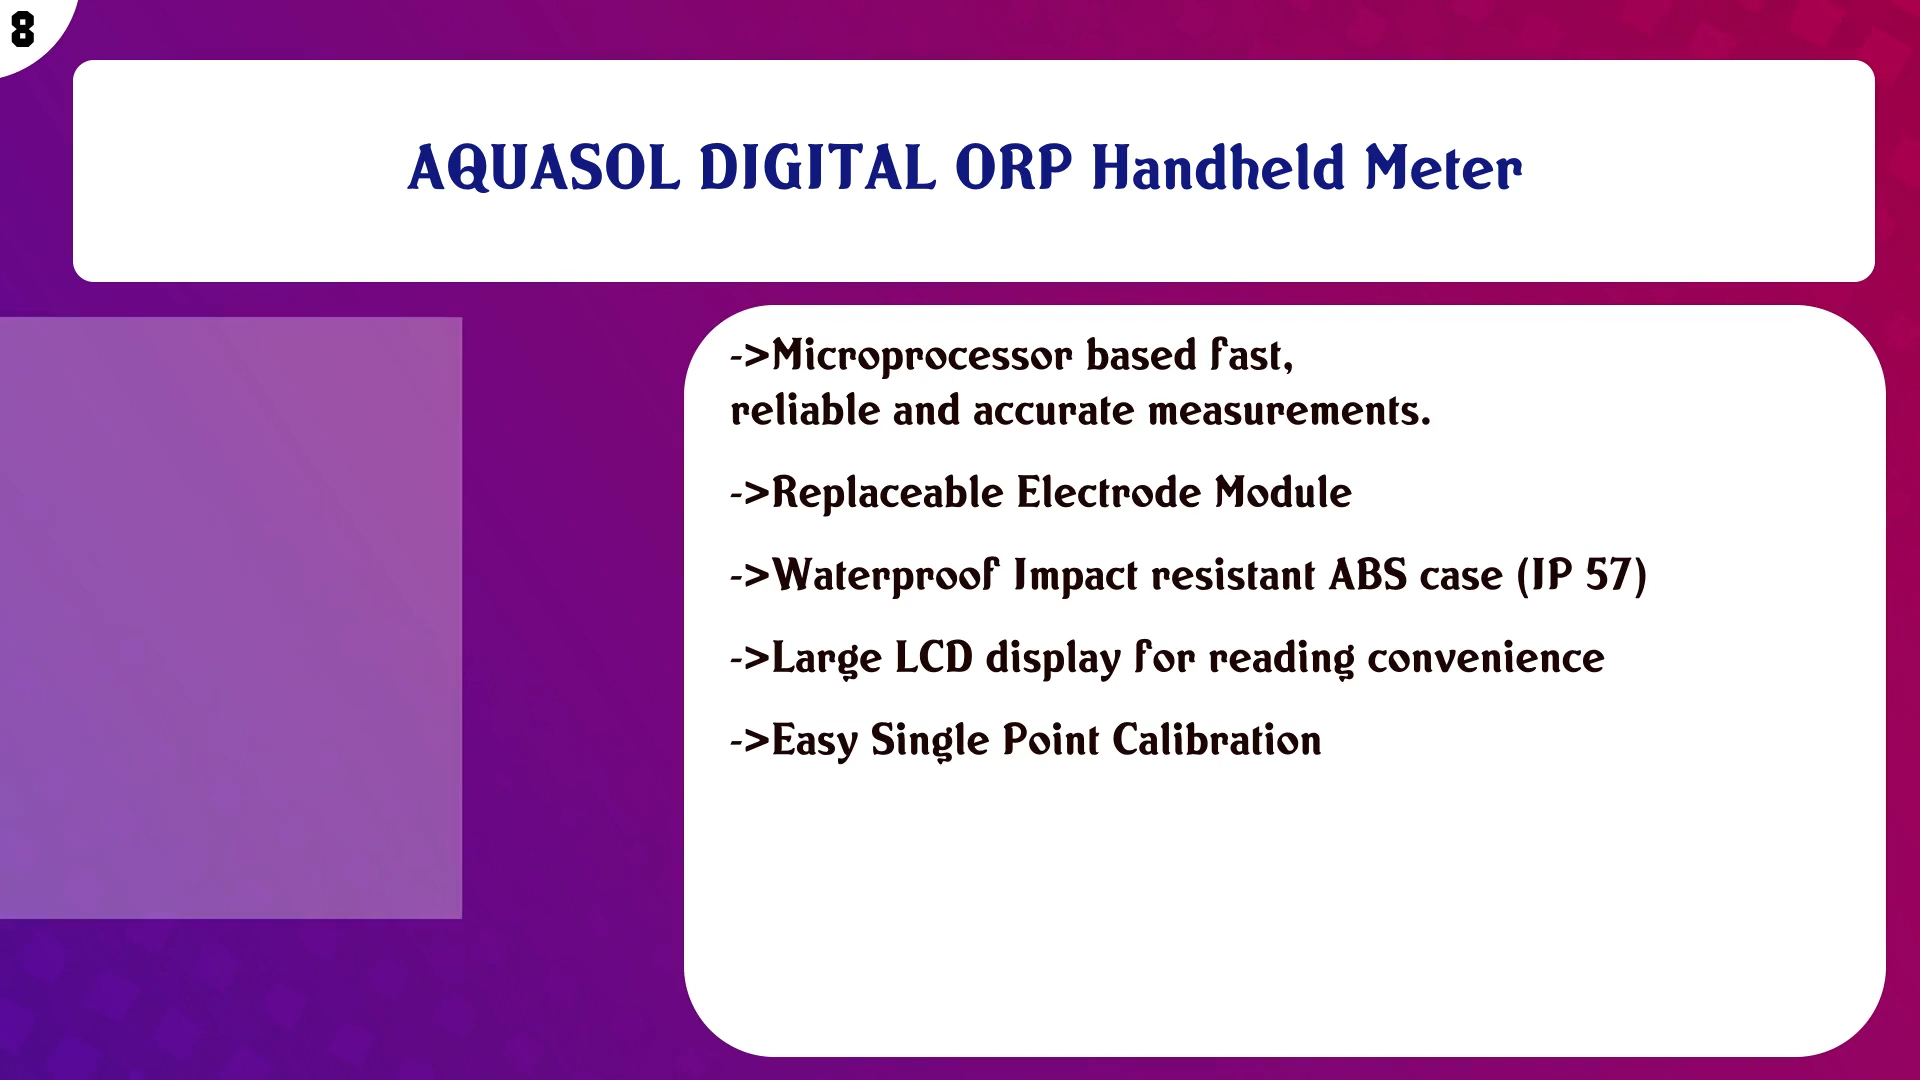 8
AQUASOL DIGITAL ORP Handheld Meter
->Microprocessor based fast,
reliable and accurate measurements.
->Replaceable Electrode Module
->Waterproof Impact resistant ABS case (IP 57)
->Large LCD display for reading convenience
->Easy Single Point Calibration